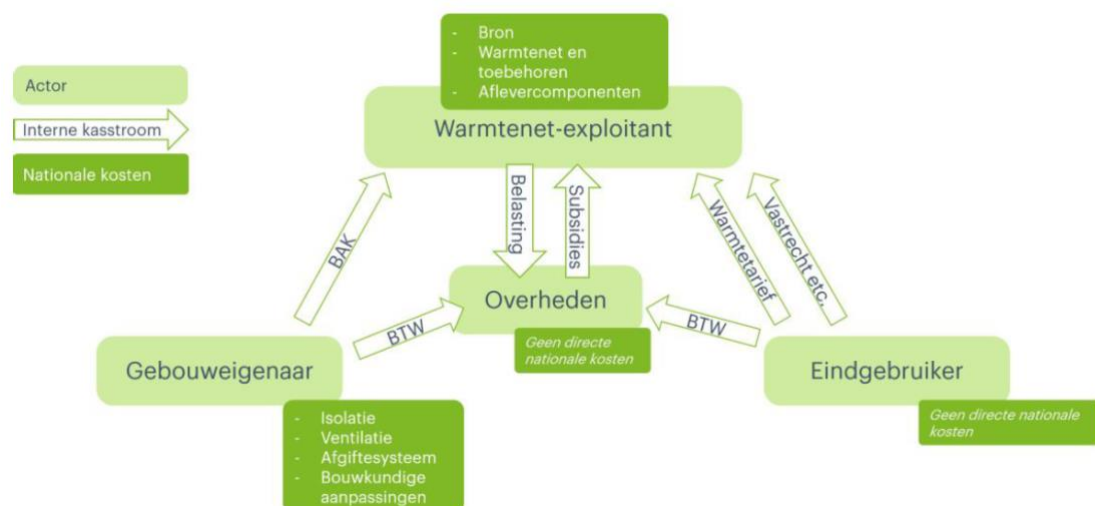 Actor
Interne kasstroom
Nationale kosten
- Bron
- Warmtenet en
toebehoren
- Aflevercomponenten
Warmtenet-exploitant
Belasting
Subsidies
BAK
Warmtetarief
Vastrecht etc.
Overheden
Geen directe
nationale kosten
BTW
BTW
Gebouweigenaar
- Isolatie
- Ventilatie
- Afgiftesysteem
- Bouwkundige
aanpassingen
Eindgebruiker
Geen directe nationale
kosten